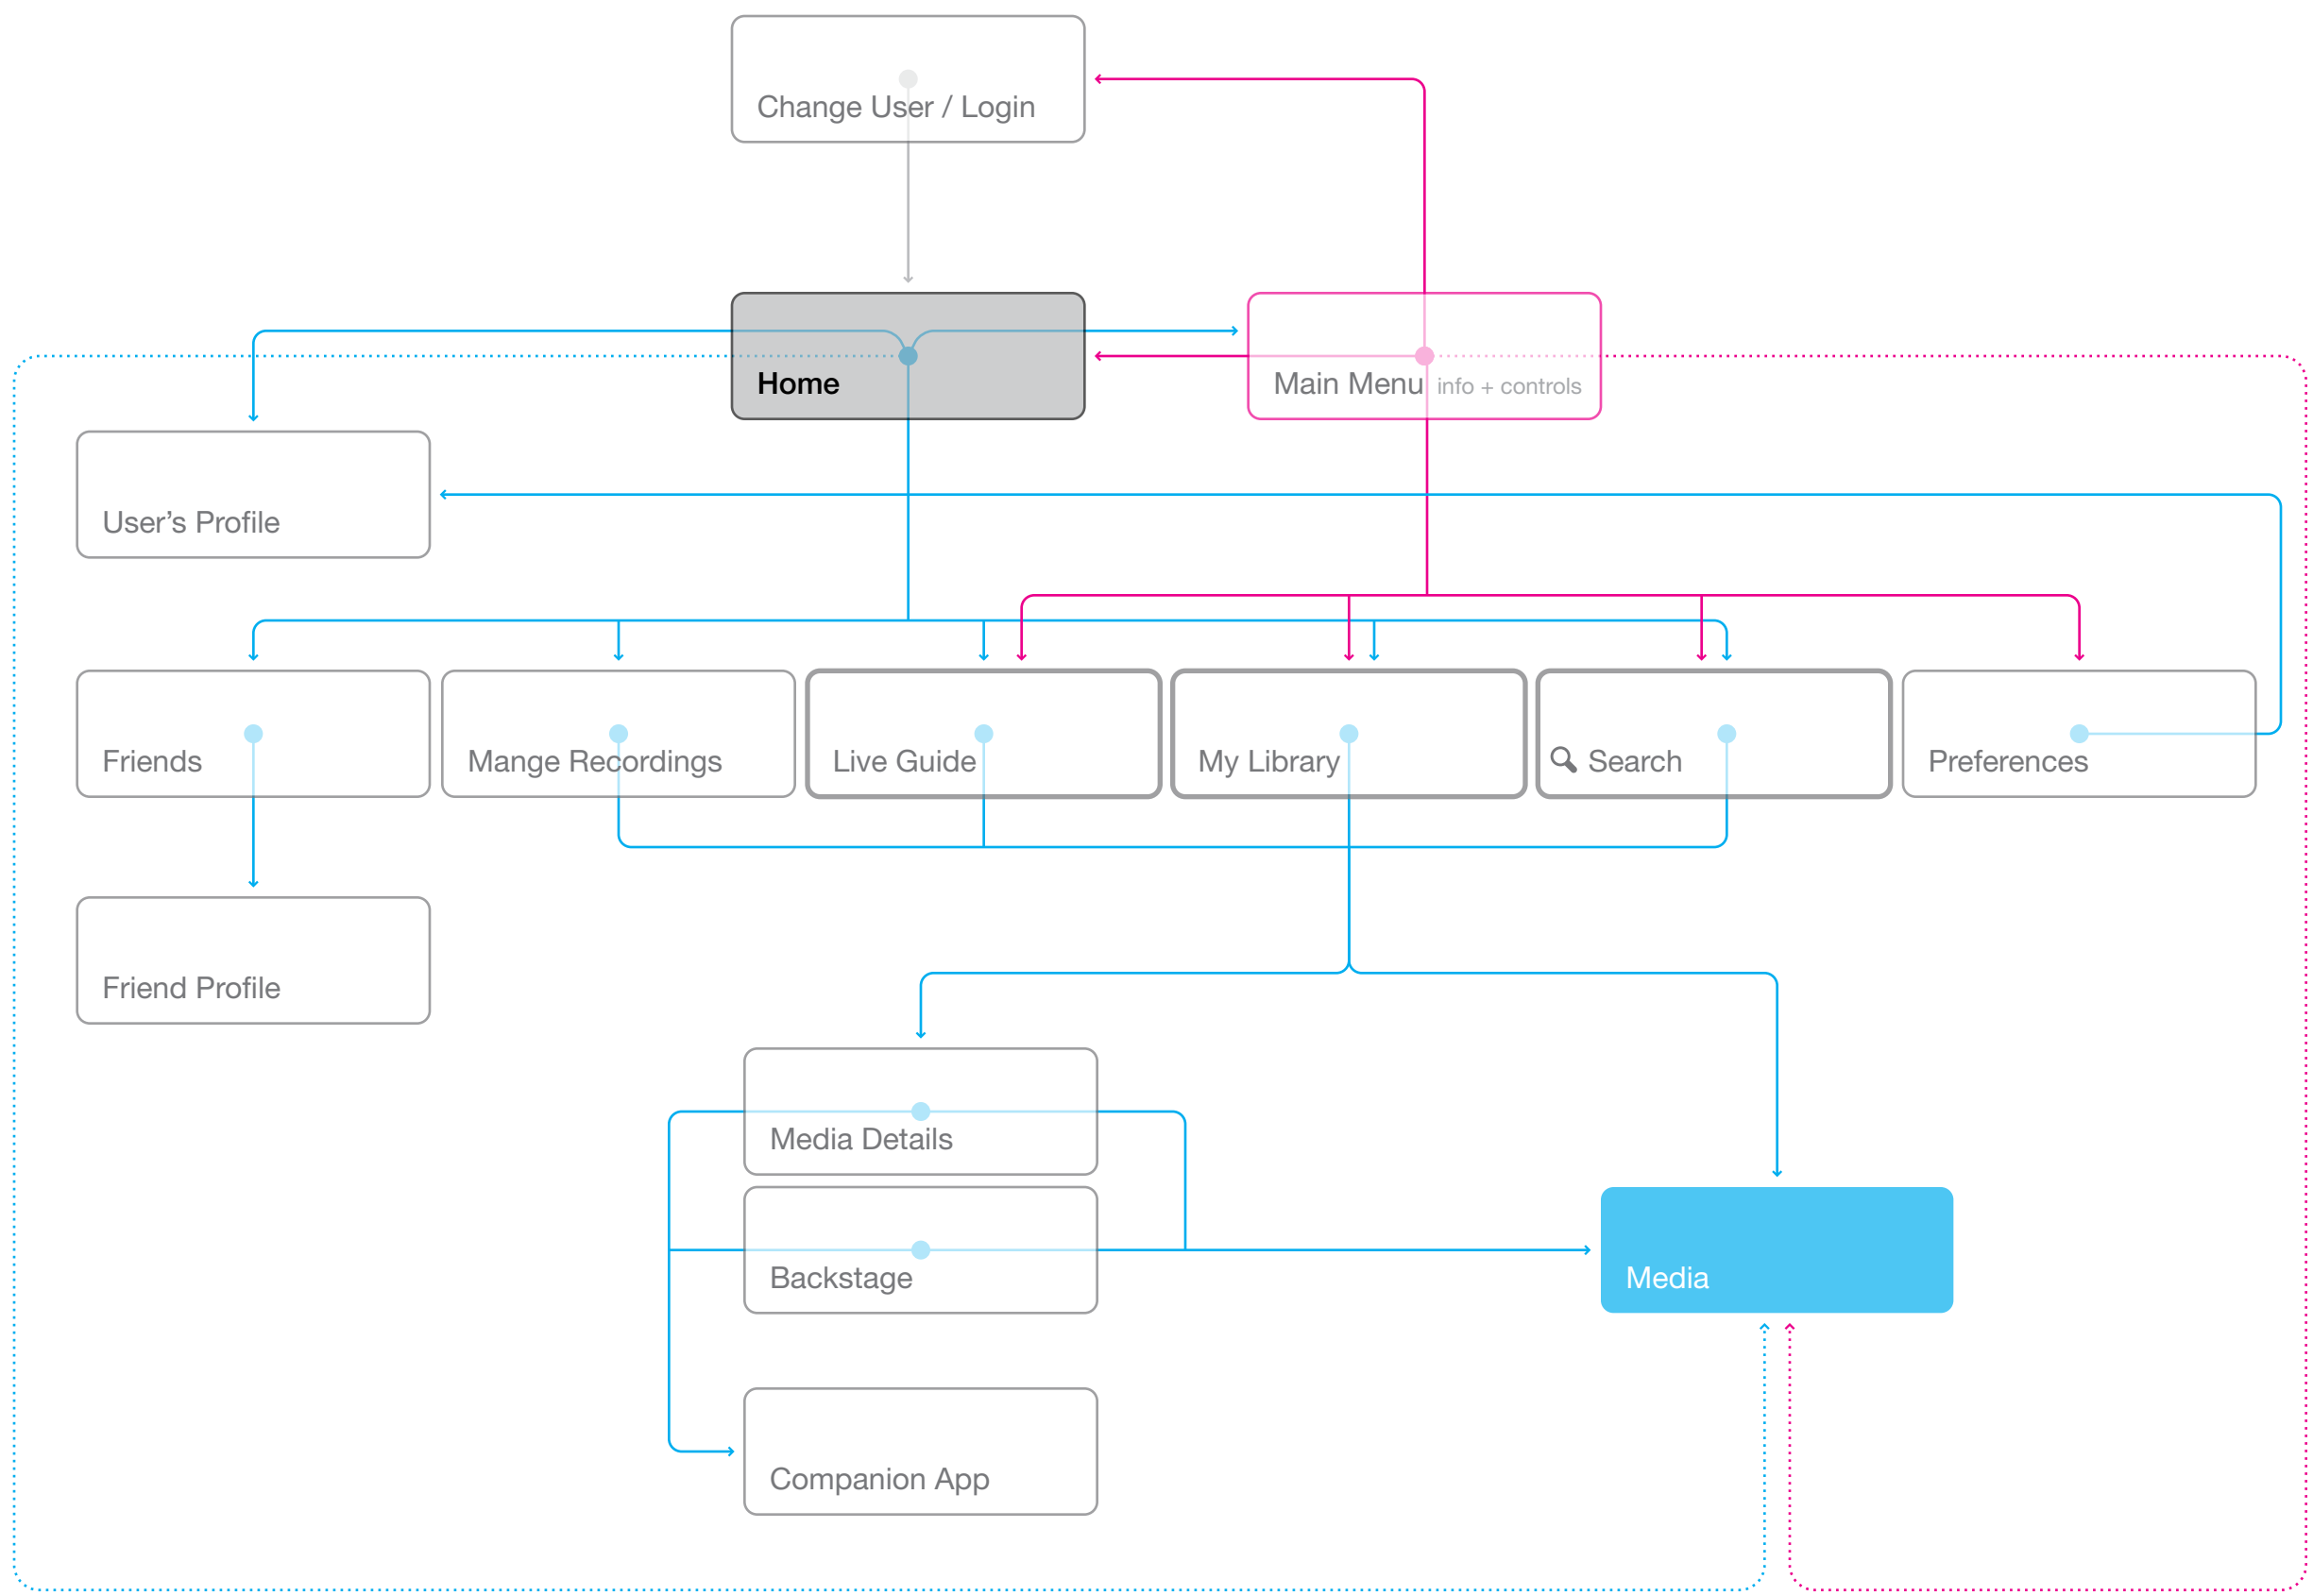 Change User / Login
Home
Main Menu info + controls
User’s Profile
Friends
Mange Recordings
Live Guide
My Library
Search
Preferences
Friend Profile
Media Details
Backstage
Media
Companion App